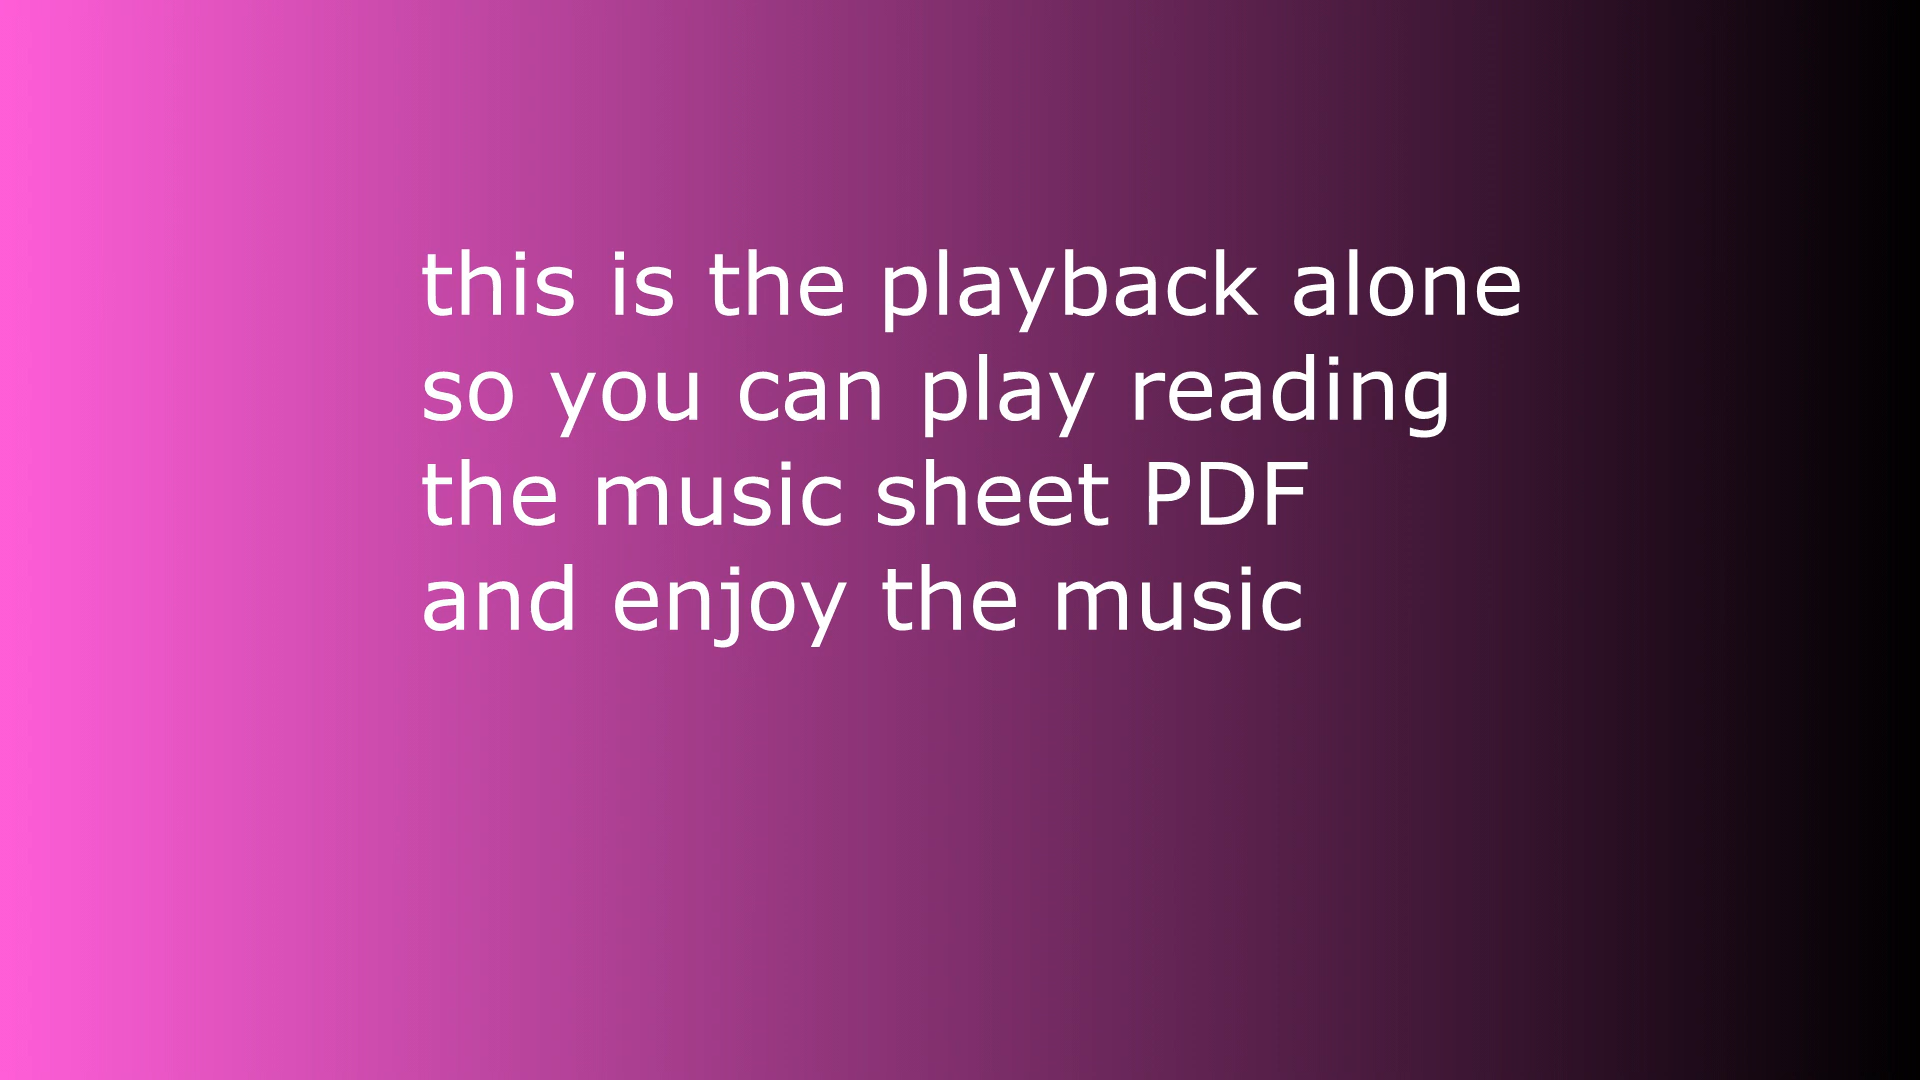 this is the playback alone
so you can play reading
the music sheet PDF
and enjoy the music